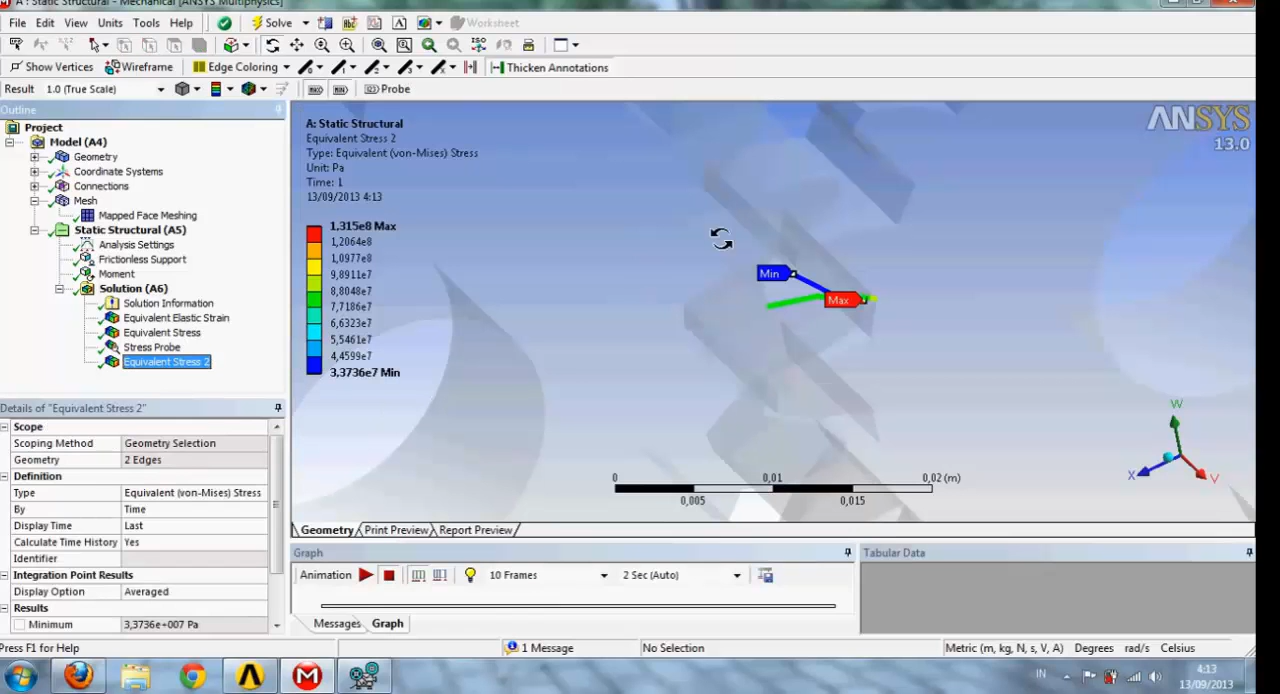 A : Static Structural - Mechanical [ANSYS Multiphysics]
File Edit View Units Tools Help Solve Worksheet
Show Vertices Wireframe Edge Coloring Thicken Annotations
Result 1.0 (True Scale) Probe
Outline
Project
Model (A4)
Geometry
Coordinate Systems
Connections
Mesh
Mapped Face Meshing
Static Structural (A5)
Analysis Settings
Frictionless Support
Moment
Solution (A6)
Solution Information
Equivalent Elastic Strain
Equivalent Stress
Stress Probe
Equivalent Stress 2
Details of "Equivalent Stress 2"
Scope
Scoping Method Geometry Selection
Geometry 2 Edges
Definition
Type Equivalent (von-Mises) Stress
By Time
Display Time Last
Calculate Time History Yes
Identifier
Integration Point Results
Display Option Averaged
Results
Minimum 3,3736e+007 Pa
A: Static Structural
Equivalent Stress 2
Type: Equivalent (von-Mises) Stress
Unit: Pa
Time: 1
13/09/2013 4:13
1,315e8 Max
1,2064e8
1,0977e8
9,8911e7
8,8048e7
7,7186e7
6,6323e7
5,5461e7
4,4599e7
3,3736e7 Min
ANSYS
13.0
Min
Max
0 0,01 0,02 (m)
0,005 0,015
W
X
V
Geometry Print Preview Report Preview
Graph
Animation 10 Frames 2 Sec (Auto)
Messages Graph
Tabular Data
Press F1 for Help 1 Message No Selection Metric (m, kg, N, s, V, A) Degrees rad/s Celsius
IN 4:13
13/09/2013